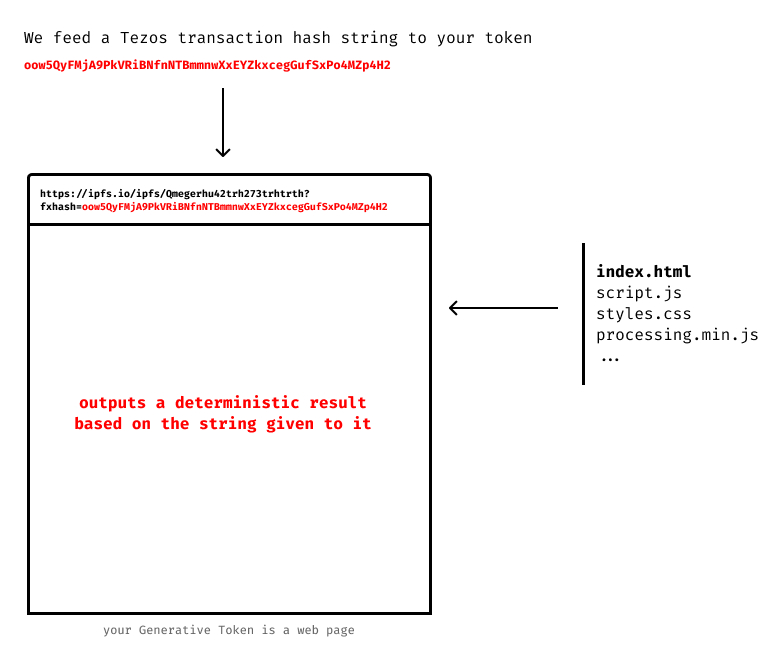 We feed a Tezos transaction hash string to your token
oow5QyFMjA9PkVRiBNfnNTBmmnwXxEYZkxcegGufSxPo4MZp4H2
https://ipfs.io/ipfs/Qmegerhu42trh273trhtrth?
fxhash=oow5QyFMjA9PkVRiBNfnNTBmmnwXxEYZkxcegGufSxPo4MZp4H2
index.html
script.js
styles.css
processing.min.js
...
outputs a deterministic result
based on the string given to it
your Generative Token is a web page